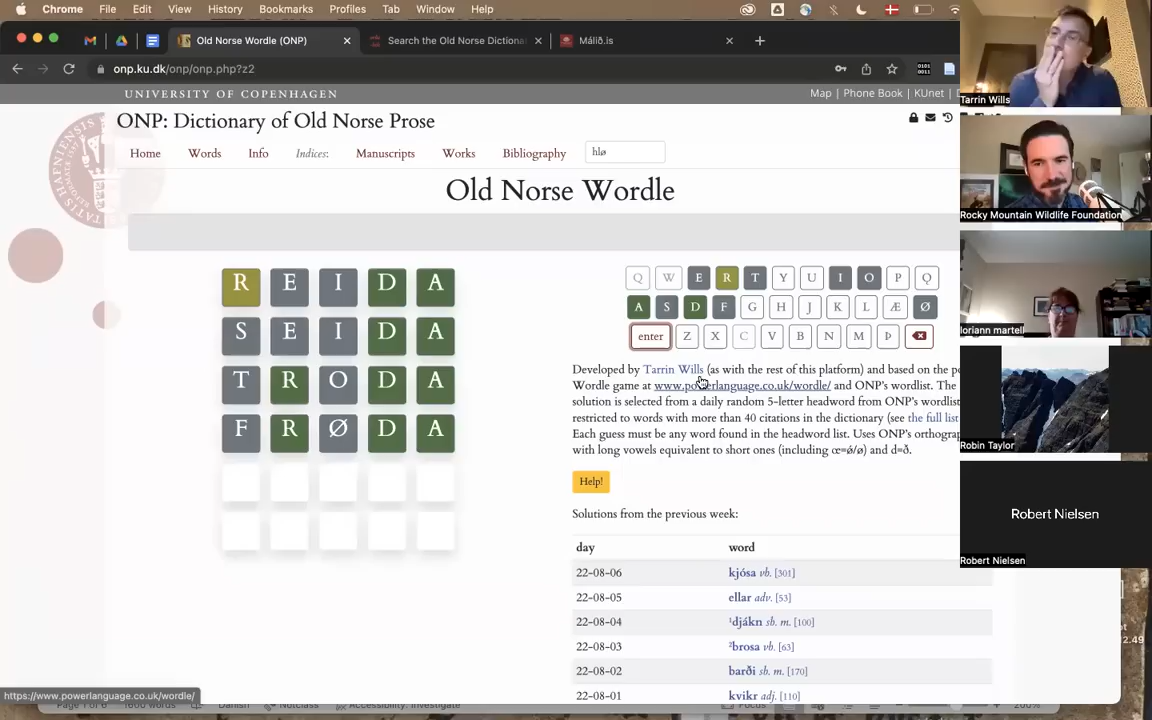 Chrome File Edit View History Bookmarks Profiles Tab Window Help
Old Norse Wordle (ONP) Search the Old Norse Dictiona Málið.is
onp.ku.dk/onp/onp.php?z2
UNIVERSITY OF COPENHAGEN Map | Phone Book | KUnet |
ONP: Dictionary of Old Norse Prose
Home Words Info Indices: Manuscripts Works Bibliography hlø
Old Norse Wordle
R E I D A
S E I D A
T R O D A
F R Ø D A
Q W E R T Y U I O P Ǫ
A S D F G H J K L Æ Ø
enter Z X C V B N M Þ
Developed by Tarrin Wills (as with the rest of this platform) and based on the po
Wordle game at www.powerlanguage.co.uk/wordle/ and ONP's wordlist. The
solution is selected from a daily random 5-letter headword from ONP's wordlist
restricted to words with more than 40 citations in the dictionary (see the full list
Each guess must be any word found in the headword list. Uses ONP's orthograp
with long vowels equivalent to short ones (including œ=ǿ/ø) and d=ð.
Help!
Solutions from the previous week:
day word
22-08-06 kjósa vb. [301]
22-08-05 ellar adv. [53]
22-08-04 ¹djákn sb. m. [100]
22-08-03 ²brosa vb. [63]
22-08-02 barði sb. m. [170]
22-08-01 kvikr adj. [110]
https://www.powerlanguage.co.uk/wordle/
Tarrin Wills
Rocky Mountain Wildlife Foundation
loriann martell
Robin Taylor
Robert Nielsen
Robert Nielsen